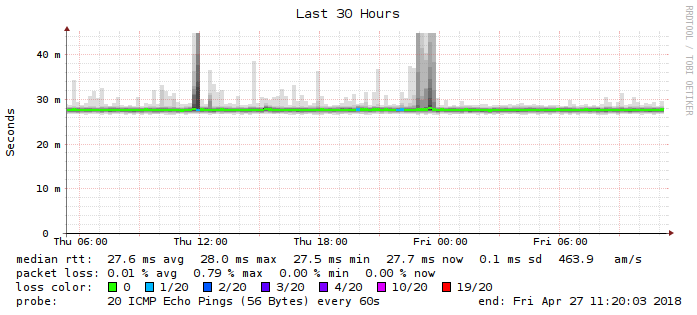 Last 30 Hours
RRDTOOL / TOBI OETIKER
Seconds
40 m
30 m
20 m
10 m
0
Thu 06:00 Thu 12:00 Thu 18:00 Fri 00:00 Fri 06:00
median rtt: 27.6 ms avg 28.0 ms max 27.5 ms min 27.7 ms now 0.1 ms sd 463.9 am/s
packet loss: 0.01 % avg 0.79 % max 0.00 % min 0.00 % now
loss color: 0 1/20 2/20 3/20 4/20 10/20 19/20
probe: 20 ICMP Echo Pings (56 Bytes) every 60s end: Fri Apr 27 11:20:03 2018